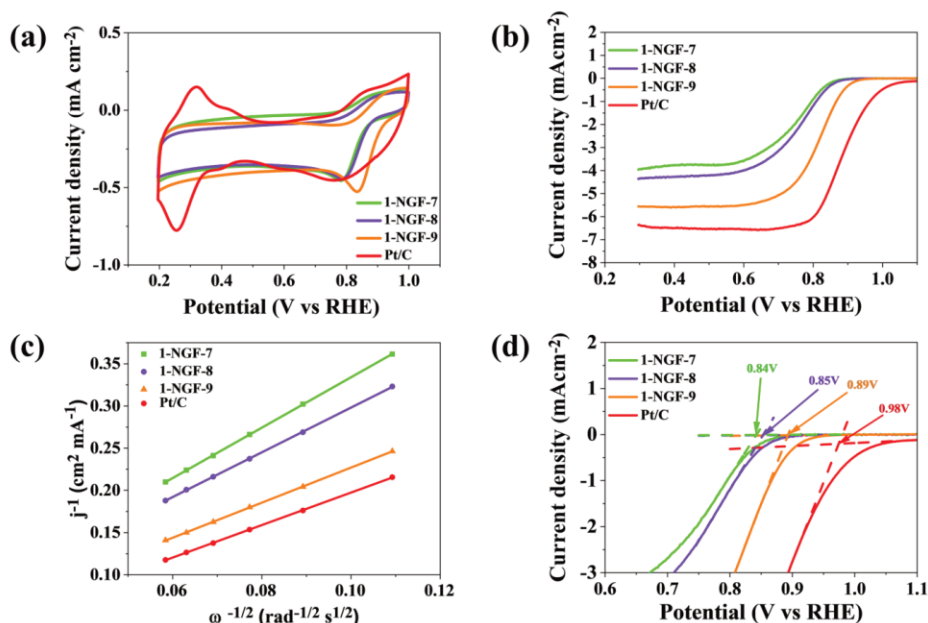 (a)
Current density (mA cm-2)
0.5
0.0
-0.5
-1.0
1-NGF-7
1-NGF-8
1-NGF-9
Pt/C
0.2 0.4 0.6 0.8 1.0
Potential (V vs RHE)
(b)
Current density (mAcm-2)
2
1
0
-1
-2
-3
-4
-5
-6
-7
-8
1-NGF-7
1-NGF-8
1-NGF-9
Pt/C
0.4 0.6 0.8 1.0
Potential (V vs RHE)
(c)
j-1 (cm2 mA-1)
0.35
0.30
0.25
0.20
0.15
0.10
1-NGF-7
1-NGF-8
1-NGF-9
Pt/C
0.06 0.08 0.10 0.12
ω -1/2 (rad-1/2 s1/2)
(d)
Current density (mAcm-2)
2
1
0
-1
-2
-3
1-NGF-7
1-NGF-8
1-NGF-9
Pt/C
0.84V
0.85V
0.89V
0.98V
0.6 0.7 0.8 0.9 1.0 1.1
Potential (V vs RHE)